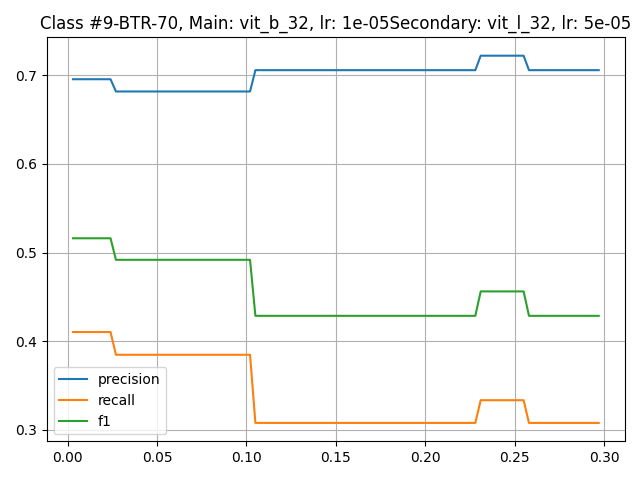 Class #9-BTR-70, Main: vit_b_32, lr: 1e-05Secondary: vit_l_32, lr: 5e-05
0.7
0.6
0.5
0.4
0.3
precision
recall
f1
0.00 0.05 0.10 0.15 0.20 0.25 0.30